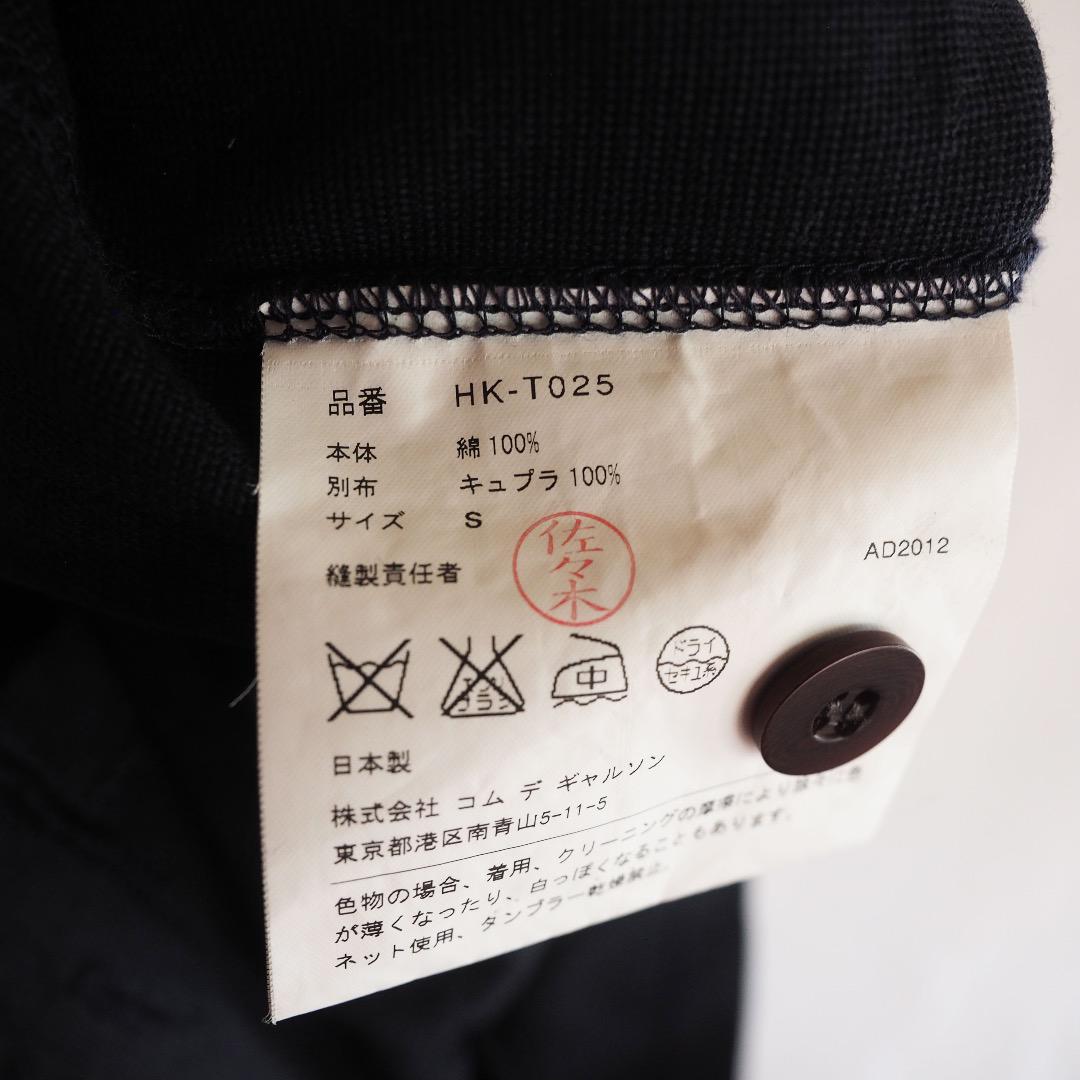 品番 HK-T025
本体 綿 100%
別布 キュプラ 100%
サイズ S
縫製責任者 佐々木
AD2012
エンソ
ブラシ
中
ドライ
セキユ系
日本製
株式会社 コム デ ギャルソン
東京都港区南青山5-11-5
色物の場合、着用、クリーニングの摩擦により
が薄くなったり、白っぽくなることもあります。
ネット使用、タンブラー乾燥禁止。